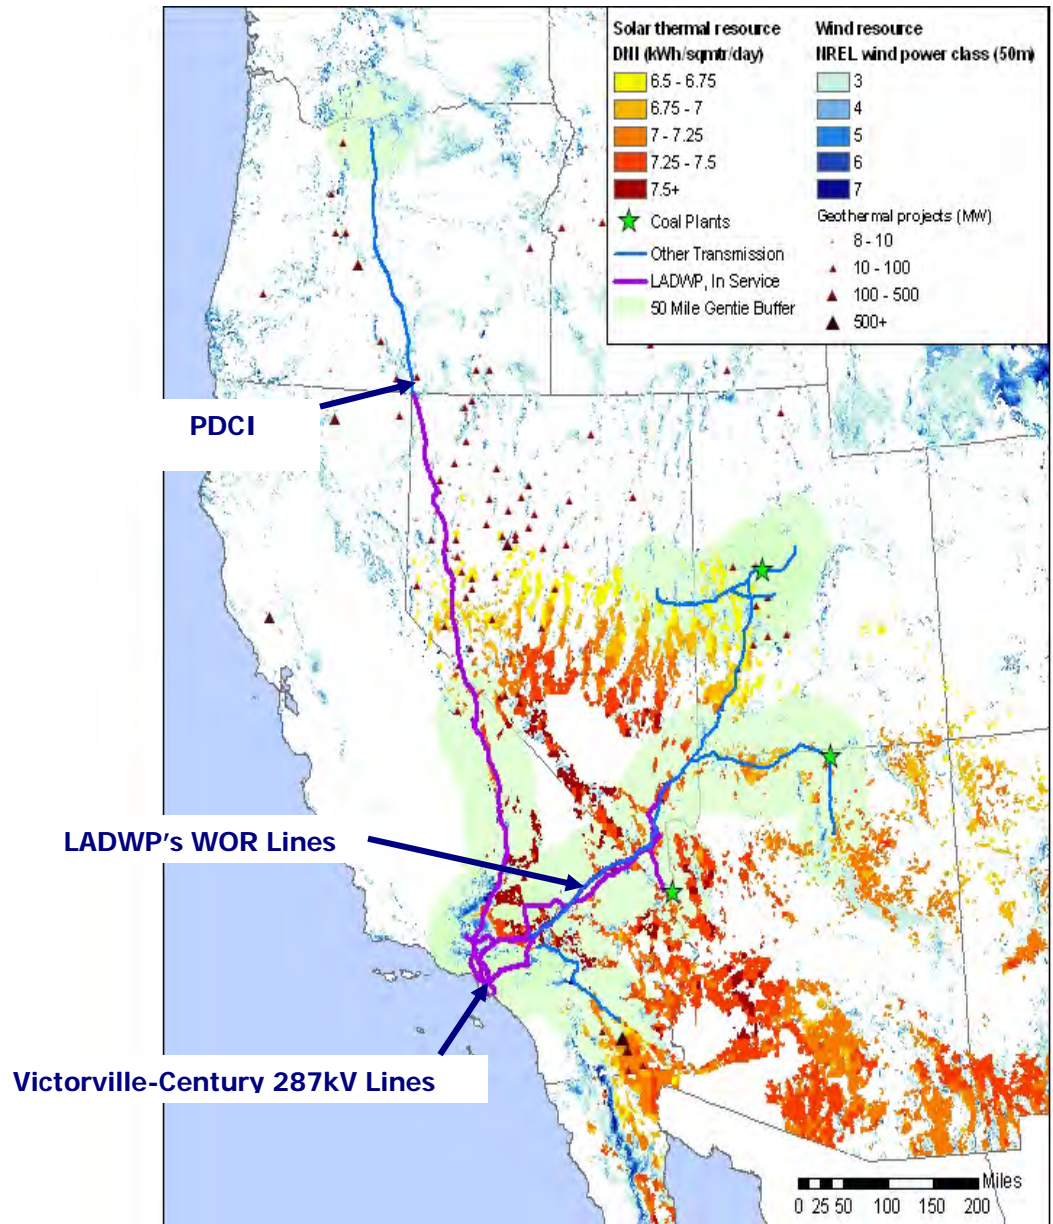 Solar thermal resource
DNI (kWh/sqmtr/day)
6.5 - 6.75
6.75 - 7
7 - 7.25
7.25 - 7.5
7.5+
Coal Plants
Other Transmission
LADWP, In Service
50 Mile Gentie Buffer
Wind resource
NREL wind power class (50m)
3
4
5
6
7
Geothermal projects (MW)
8 - 10
10 - 100
100 - 500
500+
PDCI
LADWP's WOR Lines
Victorville-Century 287kV Lines
Miles
0 25 50 100 150 200